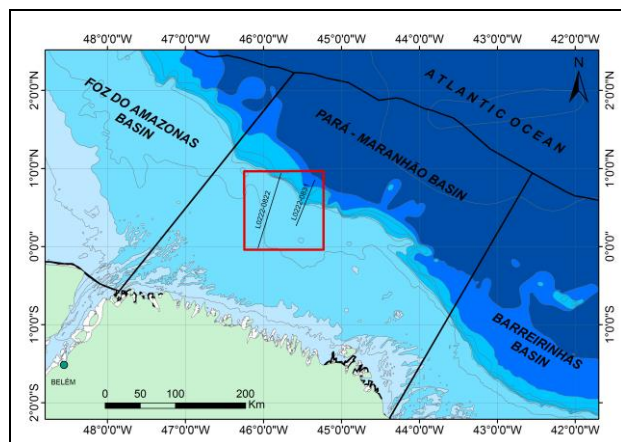 48°0'0"W 47°0'0"W 46°0'0"W 45°0'0"W 44°0'0"W 43°0'0"W 42°0'0"W
2°0'0"N
1°0'0"N
0°0'0"
1°0'0"S
2°0'0"S
FOZ DO AMAZONAS
BASIN
ATLANTIC OCEAN
N
PARÁ - MARANHÃO BASIN
L0222-0822
BARREIRINHAS
BASIN
BELÉM
0 50 100 200
Km
2°0'0"N
1°0'0"N
0°0'0"
1°0'0"S
2°0'0"S
48°0'0"W 47°0'0"W 46°0'0"W 45°0'0"W 44°0'0"W 43°0'0"W 42°0'0"W